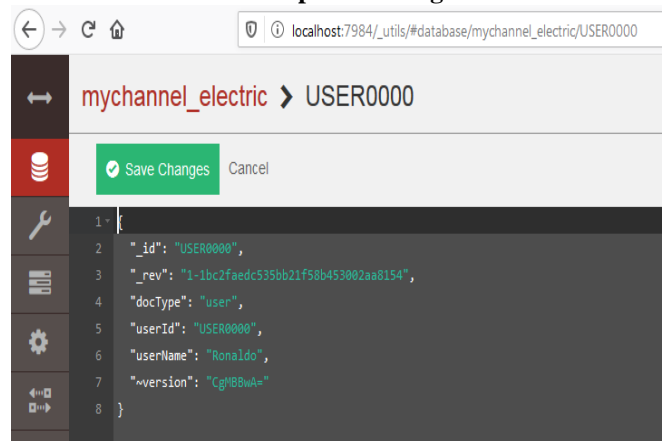 localhost:7984/_utils/#database/mychannel_electric/USER0000
mychannel_electric > USER0000
Save Changes Cancel
1 {
2 "_id": "USER0000",
3 "_rev": "1-1bc2faedc535bb21f58b453002aa8154",
4 "docType": "user",
5 "userId": "USER0000",
6 "userName": "Ronaldo",
7 "~version": "CgMBBwA="
8 }